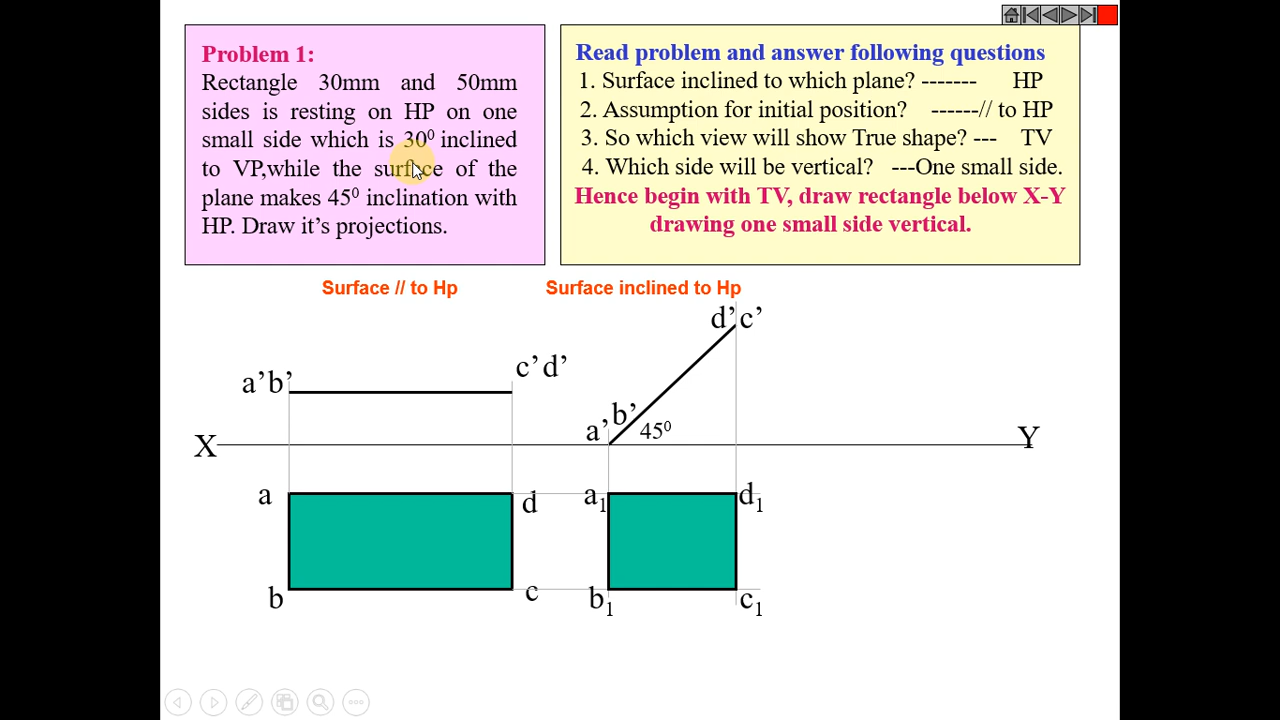 Problem 1:
Rectangle 30mm and 50mm
sides is resting on HP on one
small side which is 30⁰ inclined
to VP,while the surface of the
plane makes 45⁰ inclination with
HP. Draw it’s projections.
Read problem and answer following questions
1. Surface inclined to which plane? ------- HP
2. Assumption for initial position? ------// to HP
3. So which view will show True shape? --- TV
4. Which side will be vertical? ---One small side.
Hence begin with TV, draw rectangle below X-Y
drawing one small side vertical.
Surface // to Hp
Surface inclined to Hp
d’ c’
c’d’
a’b’
a’ b’
45⁰
X
Y
a
d
a₁
d₁
b
c
b₁
c₁